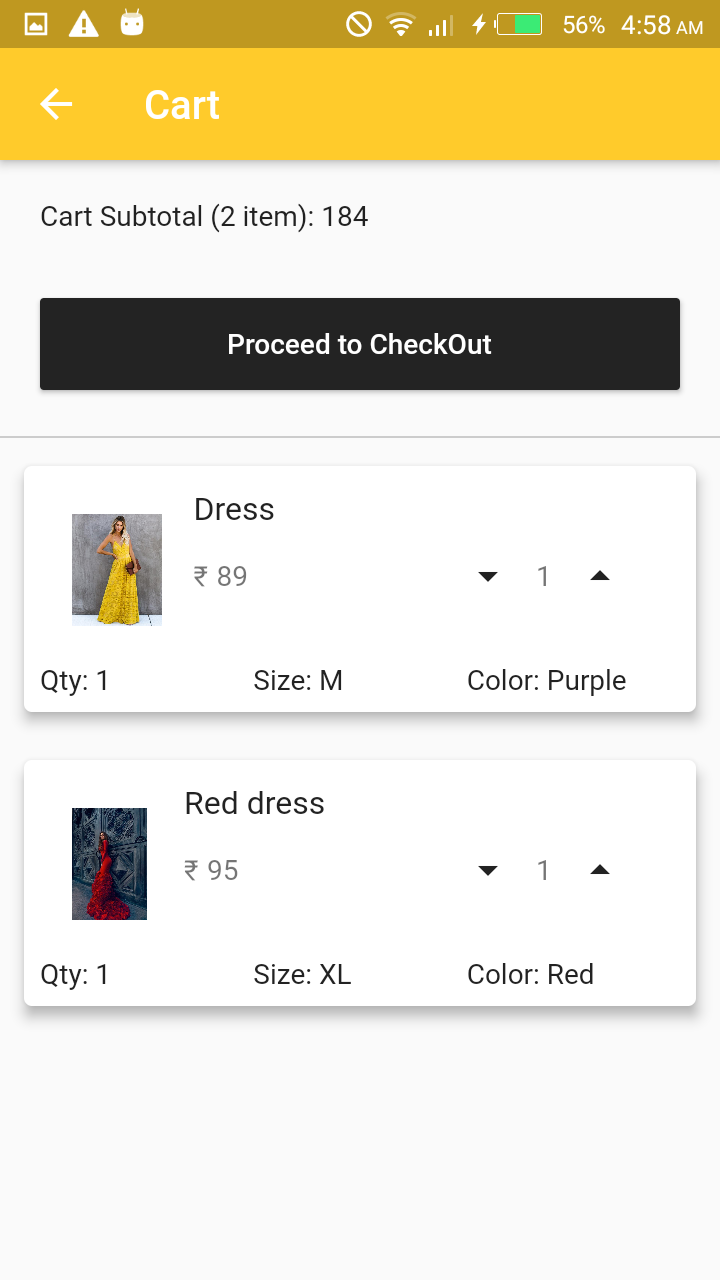 56% 4:58 AM
Cart
Cart Subtotal (2 item): 184
Proceed to CheckOut
Dress
₹ 89 1
Qty: 1 Size: M Color: Purple
Red dress
₹ 95 1
Qty: 1 Size: XL Color: Red